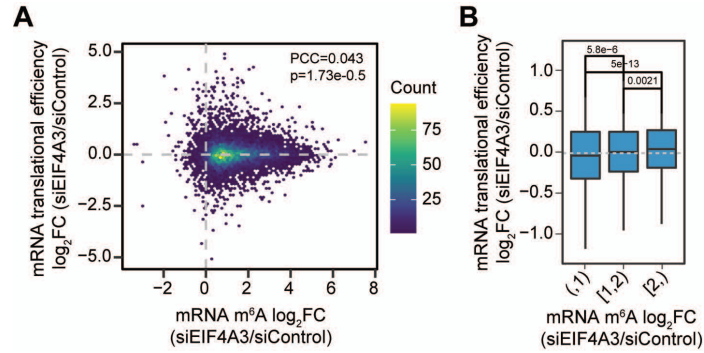 A
mRNA translational efficiency
log₂FC (siEIF4A3/siControl)
5.0
2.5
0.0
−2.5
−5.0
PCC=0.043
p=1.73e-0.5
−2
0
2
4
6
8
mRNA m⁶A log₂FC
(siEIF4A3/siControl)
Count
75
50
25
B
mRNA translational efficiency
log₂FC (siEIF4A3/siControl)
1.0
0.5
0.0
−0.5
−1.0
5.8e-6
5e-13
0.0021
(,1)
[1,2)
[2,)
mRNA m⁶A log₂FC
(siEIF4A3/siControl)